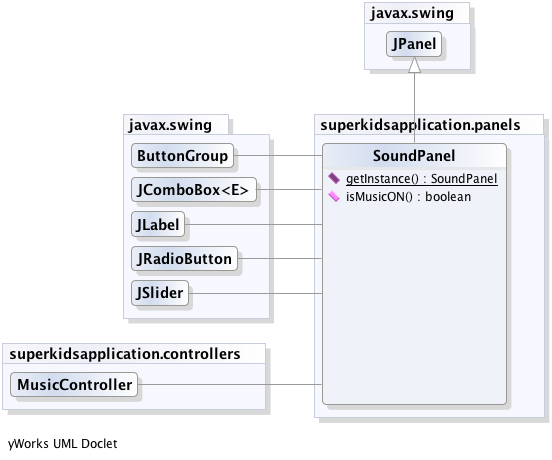 javax.swing
JPanel
javax.swing
ButtonGroup
JComboBox<E>
JLabel
JRadioButton
JSlider
superkidsapplication.panels
SoundPanel
getInstance() : SoundPanel
isMusicON() : boolean
superkidsapplication.controllers
MusicController
yWorks UML Doclet